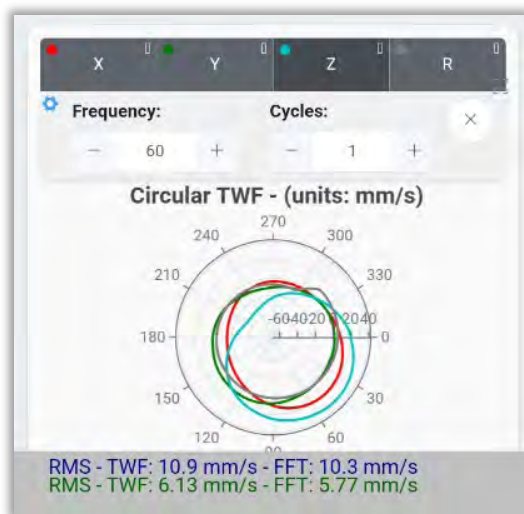 X Y Z R
Frequency: Cycles:
− 60 + − 1 +
Circular TWF - (units: mm/s)
270
240 300
210 330
-60 -40 -20 20 40
180 0
150 30
120 60
90
RMS - TWF: 10.9 mm/s - FFT: 10.3 mm/s
RMS - TWF: 6.13 mm/s - FFT: 5.77 mm/s